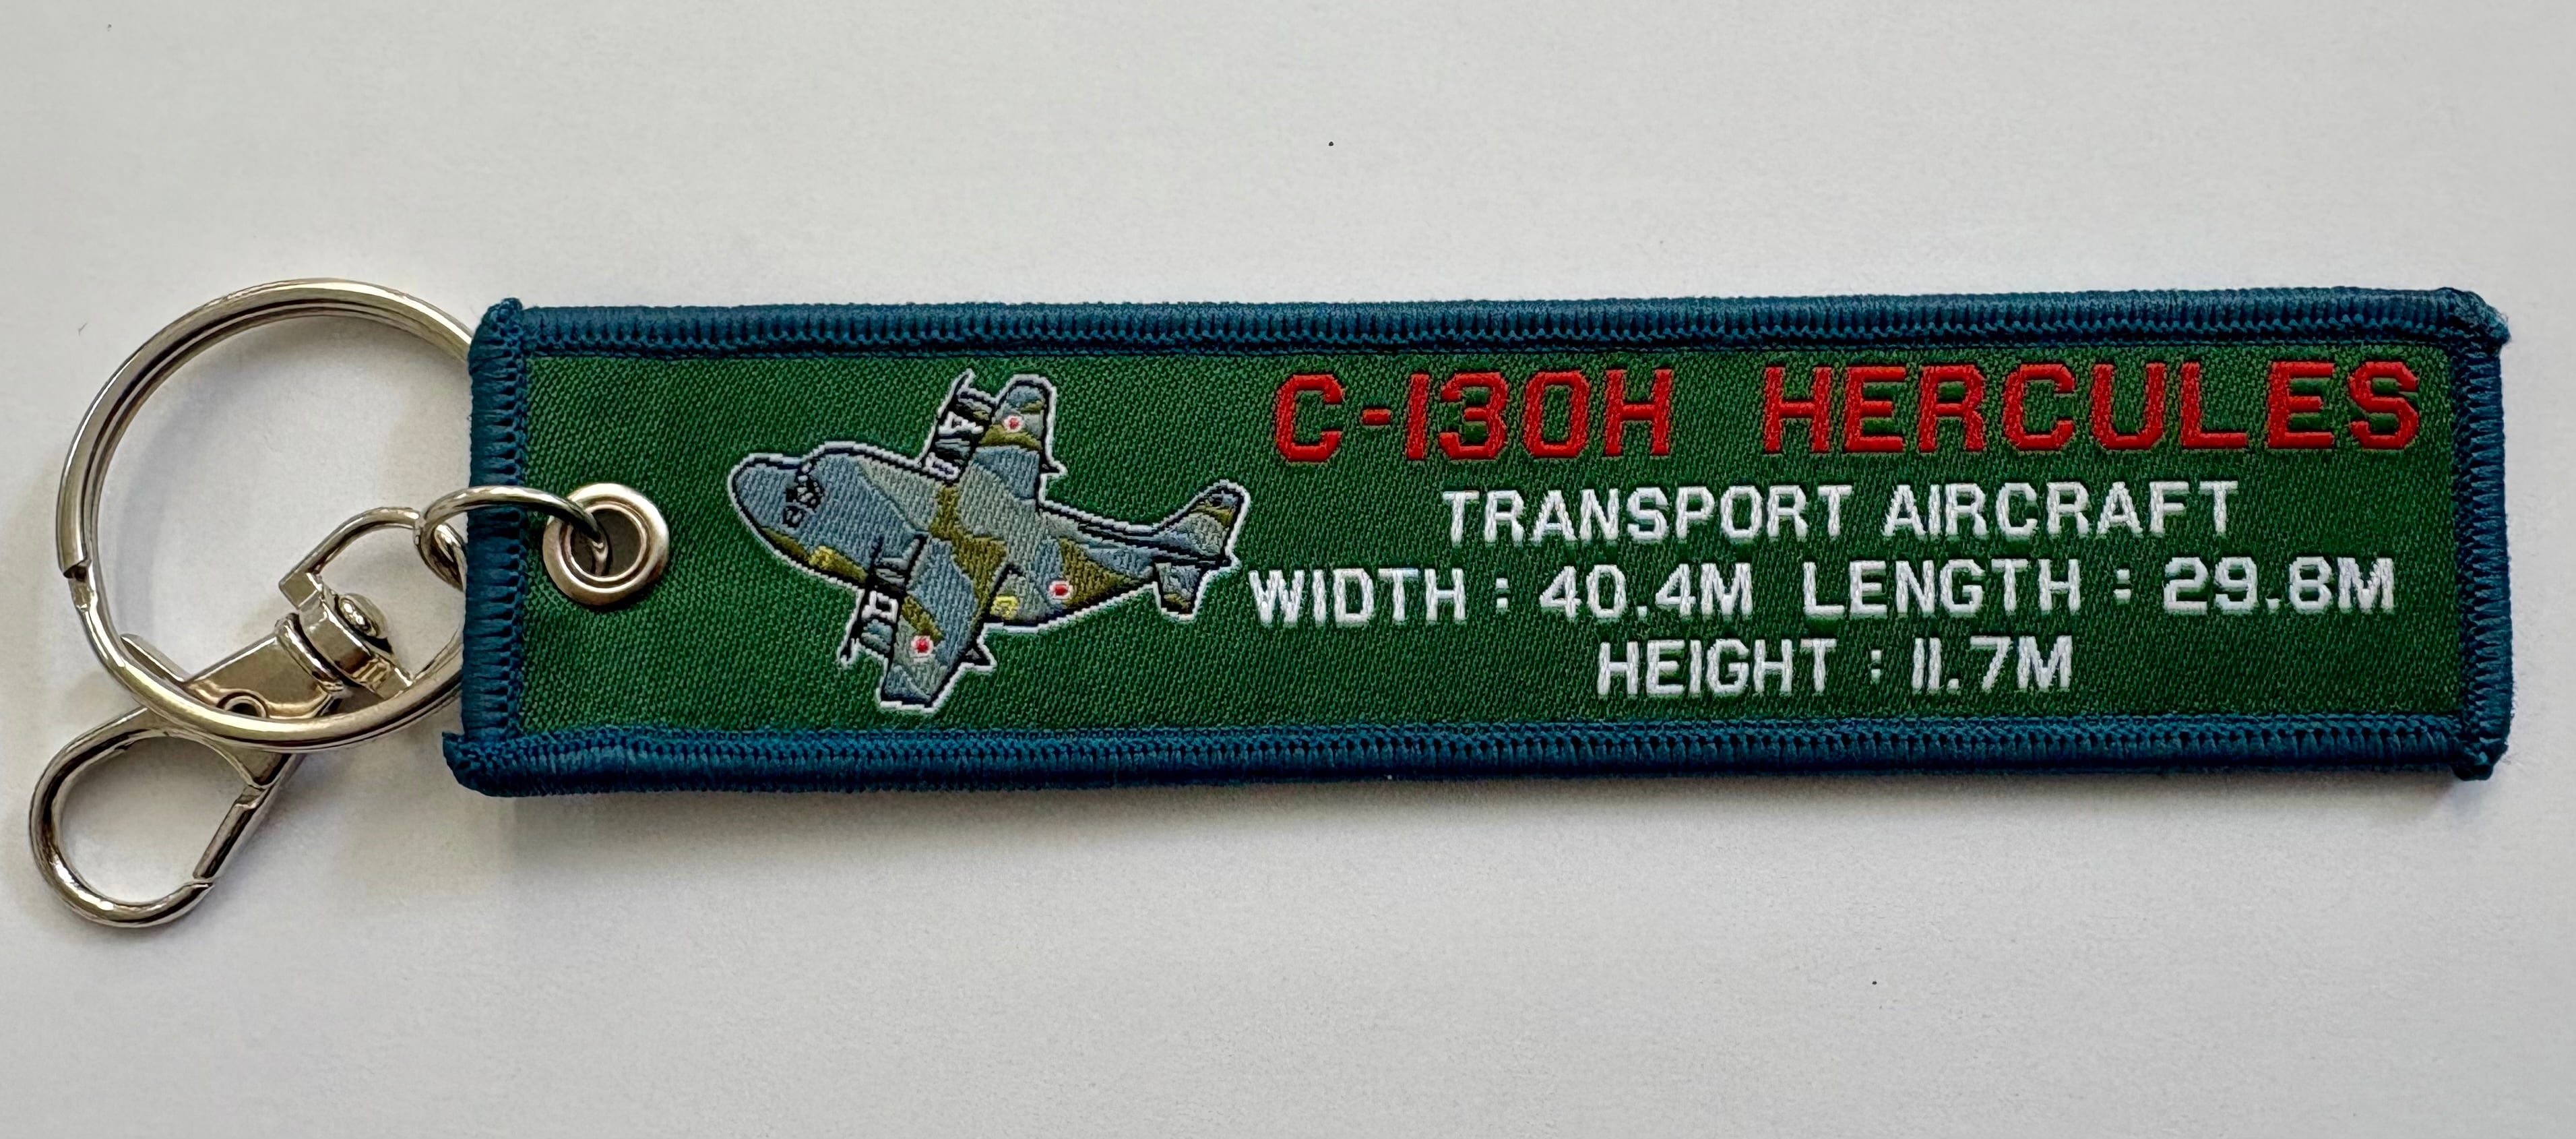 C-130H HERCULES
TRANSPORT AIRCRAFT
WIDTH : 40.4M LENGTH : 29.8M
HEIGHT : 11.7M